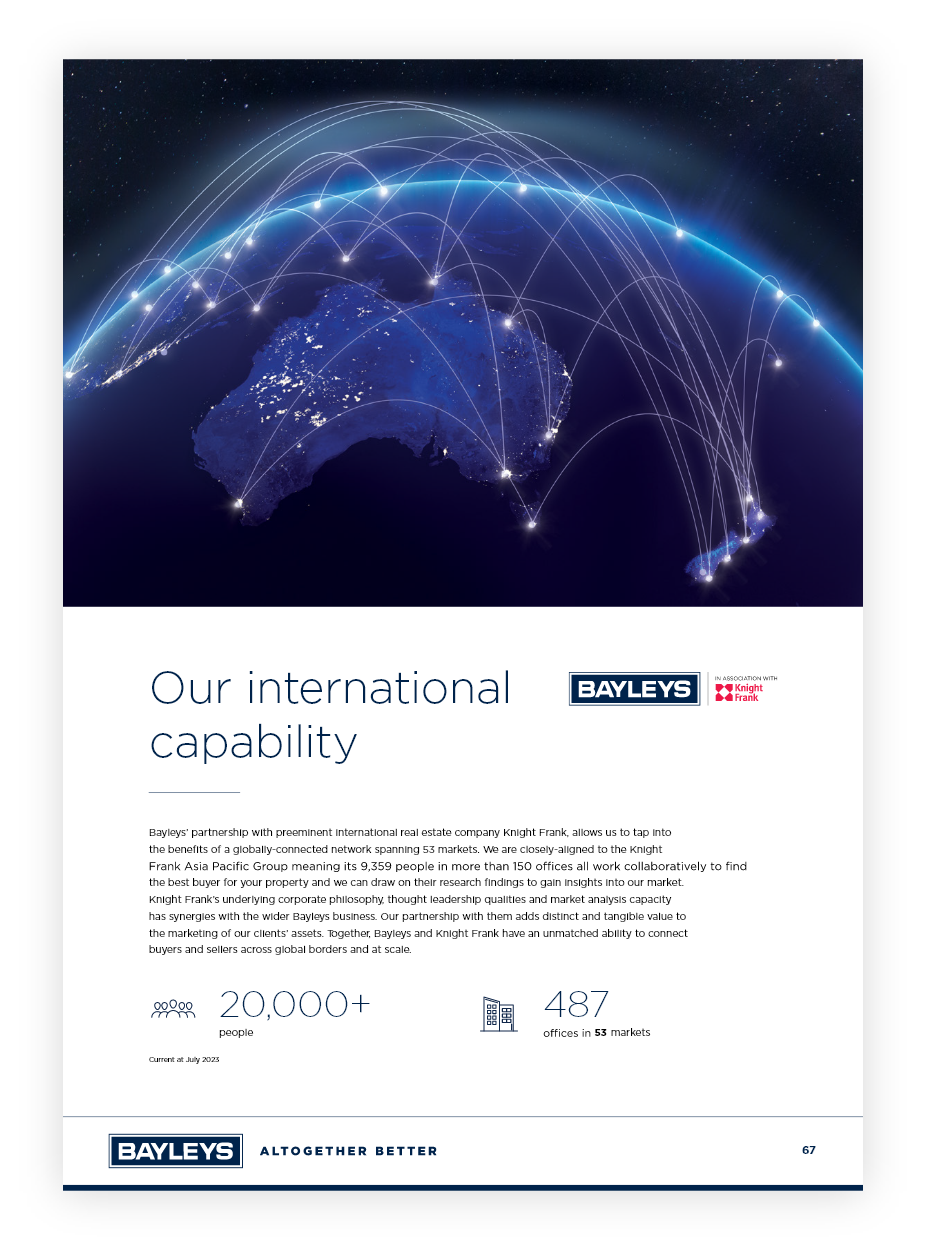 Our international
capability
BAYLEYS
IN ASSOCIATION WITH
Knight
Frank
Bayleys’ partnership with preeminent international real estate company Knight Frank, allows us to tap into
the benefits of a globally-connected network spanning 53 markets. We are closely-aligned to the Knight
Frank Asia Pacific Group meaning its 9,359 people in more than 150 offices all work collaboratively to find
the best buyer for your property and we can draw on their research findings to gain insights into our market.
Knight Frank’s underlying corporate philosophy, thought leadership qualities and market analysis capacity
has synergies with the wider Bayleys business. Our partnership with them adds distinct and tangible value to
the marketing of our clients’ assets. Together, Bayleys and Knight Frank have an unmatched ability to connect
buyers and sellers across global borders and at scale.
20,000+
people
487
offices in 53 markets
Current at July 2023
BAYLEYS
ALTOGETHER BETTER
67